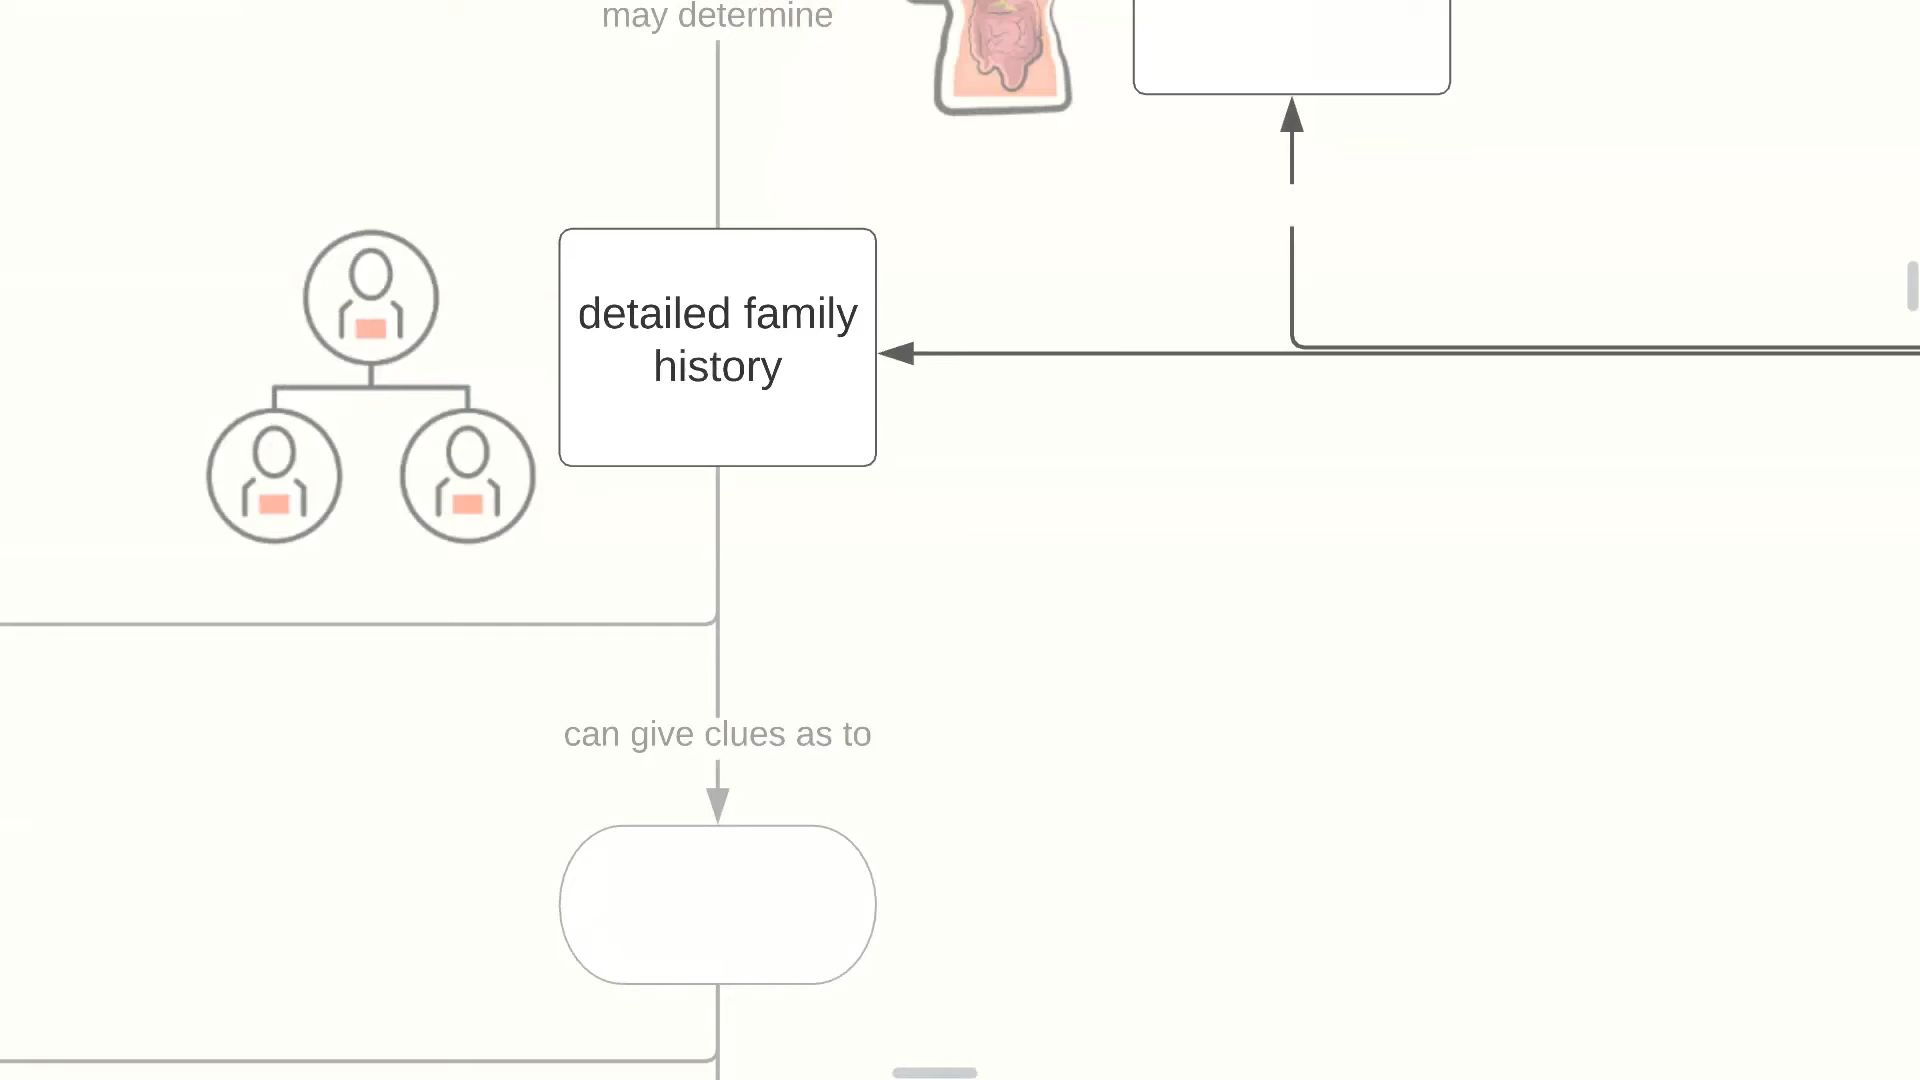 may determine
detailed family
history
can give clues as to